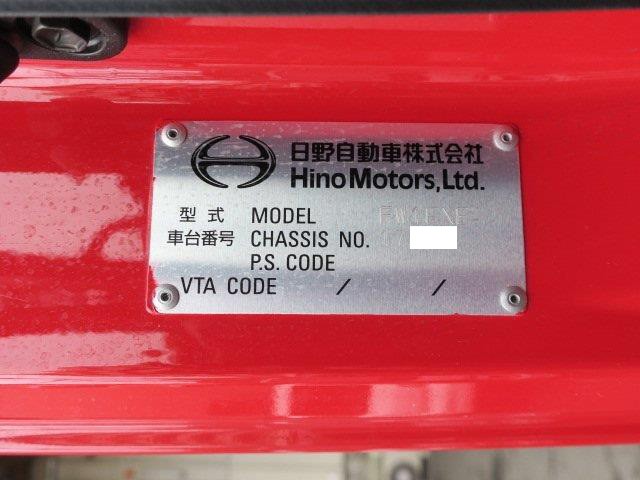 日野自動車株式会社
Hino Motors, Ltd.
型式 MODEL
車台番号 CHASSIS NO.
P.S. CODE
VTA CODE / /